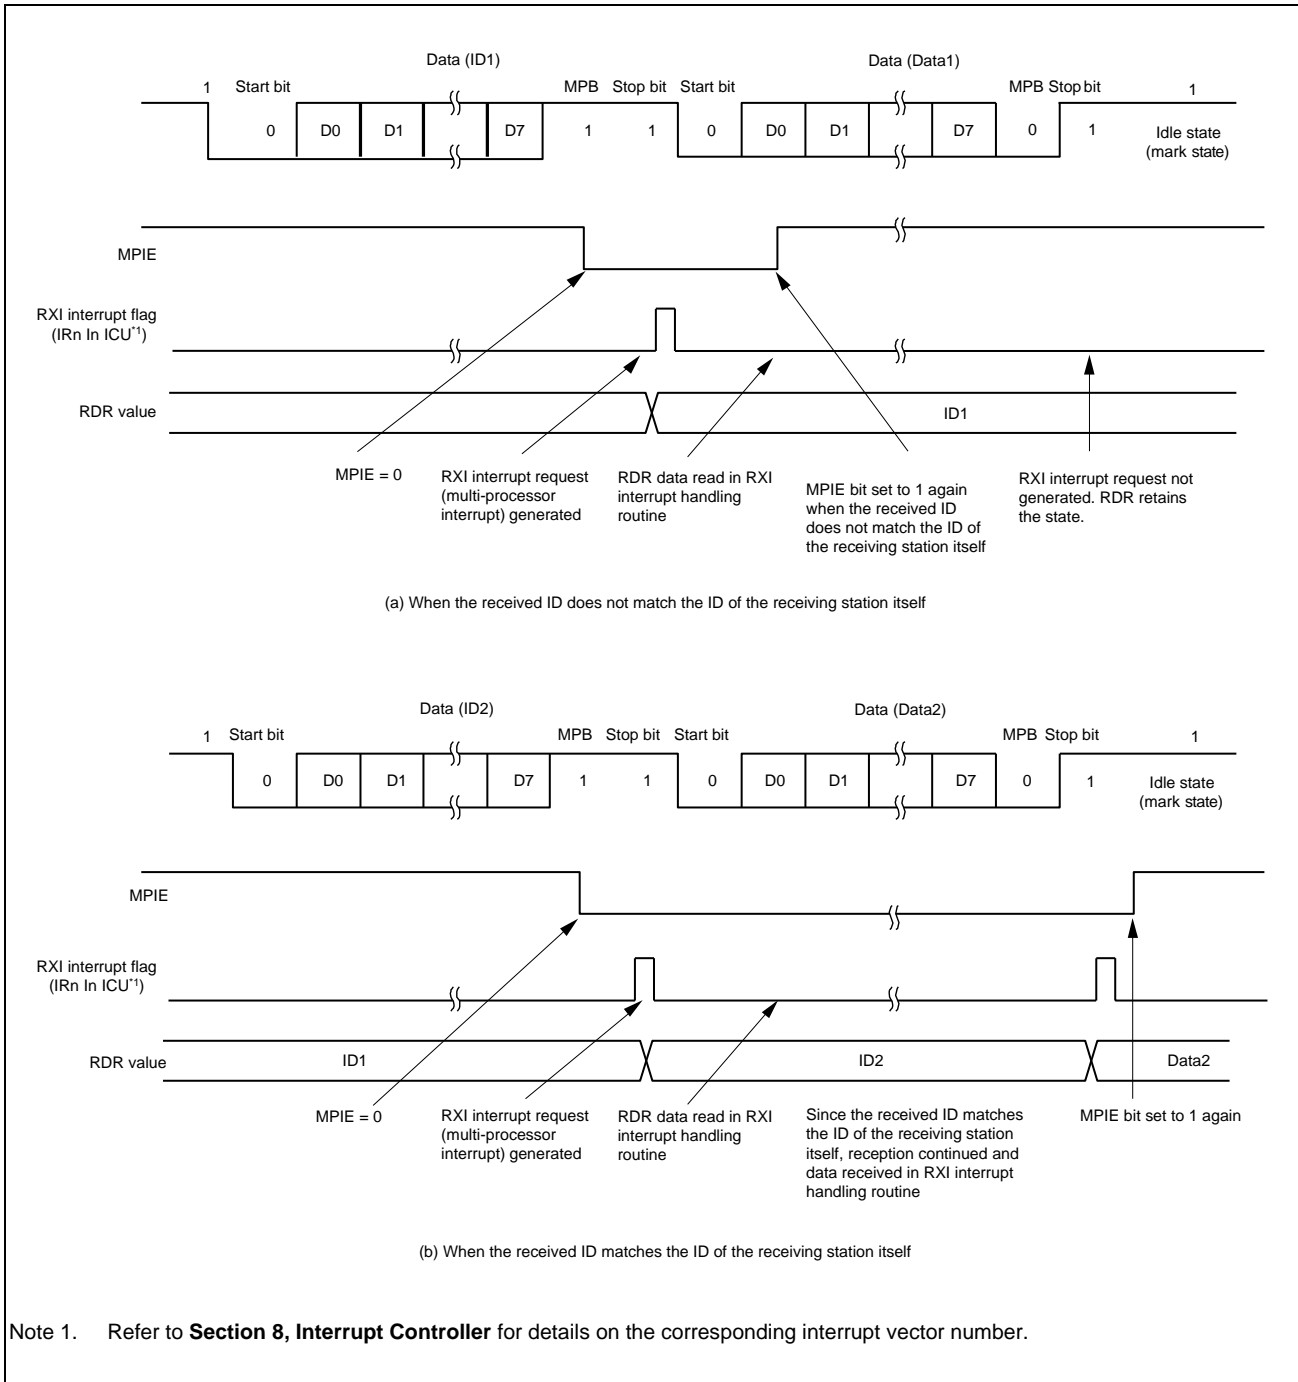 Data (ID1) Data (Data1)
1 Start bit MPB Stop bit Start bit MPB Stop bit 1
0 D0 D1 D7 1 1 0 D0 D1 D7 0 1 Idle state
(mark state)
MPIE
RXI interrupt flag
(IRn In ICU*1)
RDR value ID1
MPIE = 0
RXI interrupt request
(multi-processor
interrupt) generated
RDR data read in RXI
interrupt handling
routine
MPIE bit set to 1 again
when the received ID
does not match the ID of
the receiving station itself
RXI interrupt request not
generated. RDR retains
the state.
(a) When the received ID does not match the ID of the receiving station itself
Data (ID2) Data (Data2)
1 Start bit MPB Stop bit Start bit MPB Stop bit 1
0 D0 D1 D7 1 1 0 D0 D1 D7 0 1 Idle state
(mark state)
MPIE
RXI interrupt flag
(IRn In ICU*1)
RDR value ID1 ID2 Data2
MPIE = 0
RXI interrupt request
(multi-processor
interrupt) generated
RDR data read in RXI
interrupt handling
routine
Since the received ID matches
the ID of the receiving station
itself, reception continued and
data received in RXI interrupt
handling routine
MPIE bit set to 1 again
(b) When the received ID matches the ID of the receiving station itself
Note 1. Refer to Section 8, Interrupt Controller for details on the corresponding interrupt vector number.